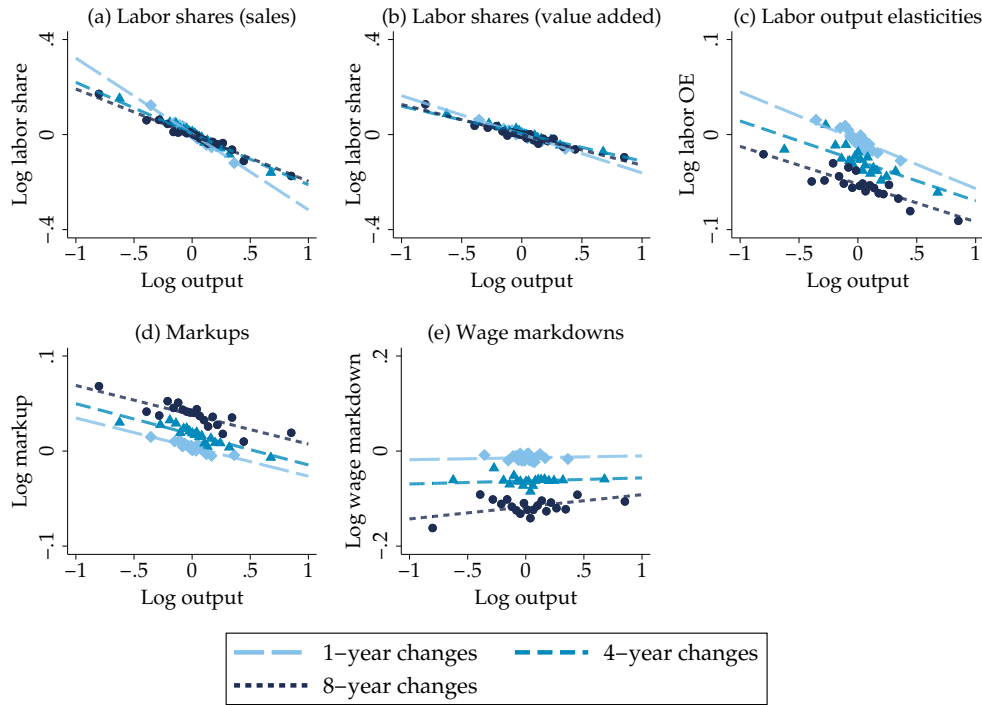 (a) Labor shares (sales)
Log labor share
.4
0
−.4
−1
−.5
0
.5
1
Log output
(b) Labor shares (value added)
Log labor share
.4
0
−.4
−1
−.5
0
.5
1
Log output
(c) Labor output elasticities
Log labor OE
.1
0
−.1
−1
−.5
0
.5
1
Log output
(d) Markups
Log markup
.1
0
−.1
−1
−.5
0
.5
1
Log output
(e) Wage markdowns
Log wage markdown
.2
0
−.2
−1
−.5
0
.5
1
Log output
1−year changes
4−year changes
8−year changes